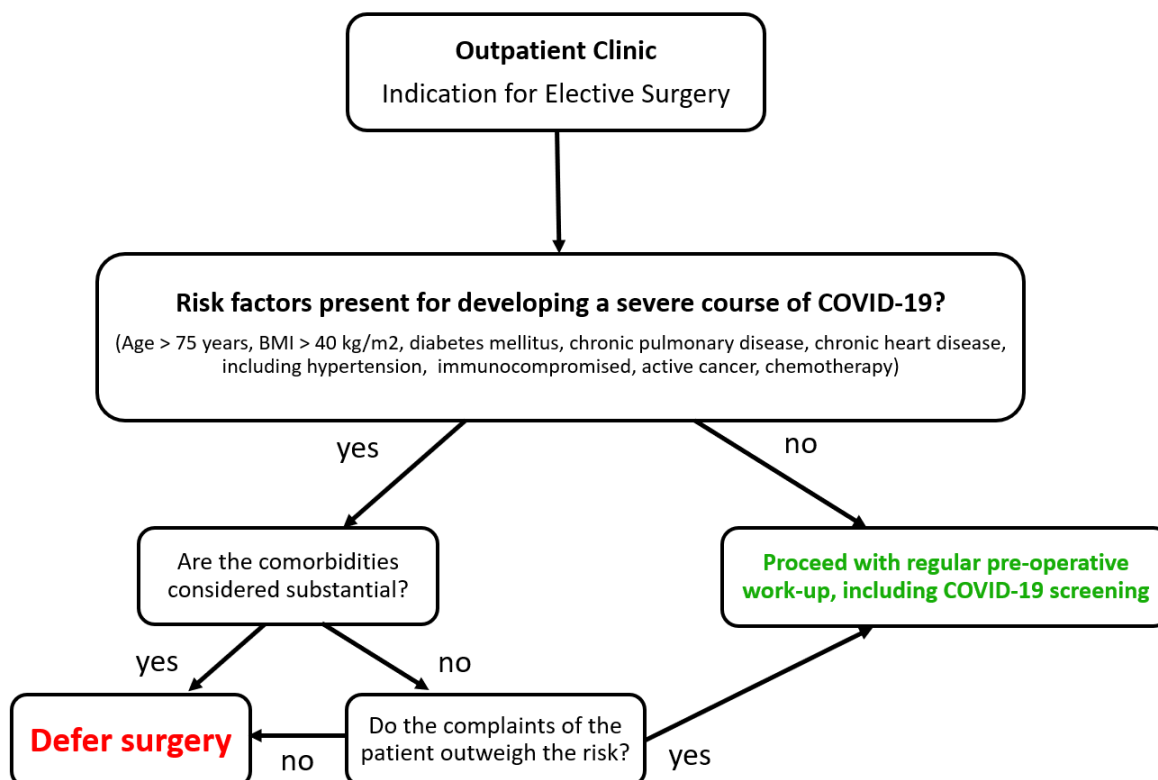 Outpatient Clinic
Indication for Elective Surgery
Risk factors present for developing a severe course of COVID-19?
(Age > 75 years, BMI > 40 kg/m2, diabetes mellitus, chronic pulmonary disease, chronic heart disease,
including hypertension, immunocompromised, active cancer, chemotherapy)
yes
no
Are the comorbidities
considered substantial?
Proceed with regular pre-operative
work-up, including COVID-19 screening
yes
no
Defer surgery
no
Do the complaints of the
patient outweigh the risk?
yes